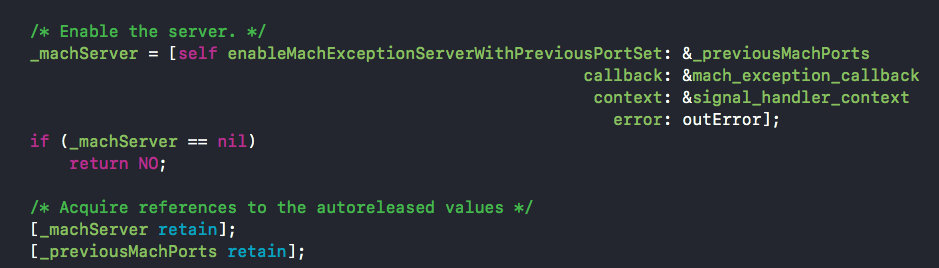 /* Enable the server. */
_machServer = [self enableMachExceptionServerWithPreviousPortSet: &_previousMachPorts
callback: &mach_exception_callback
context: &signal_handler_context
error: outError];
if (_machServer == nil)
return NO;
/* Acquire references to the autoreleased values */
[_machServer retain];
[_previousMachPorts retain];